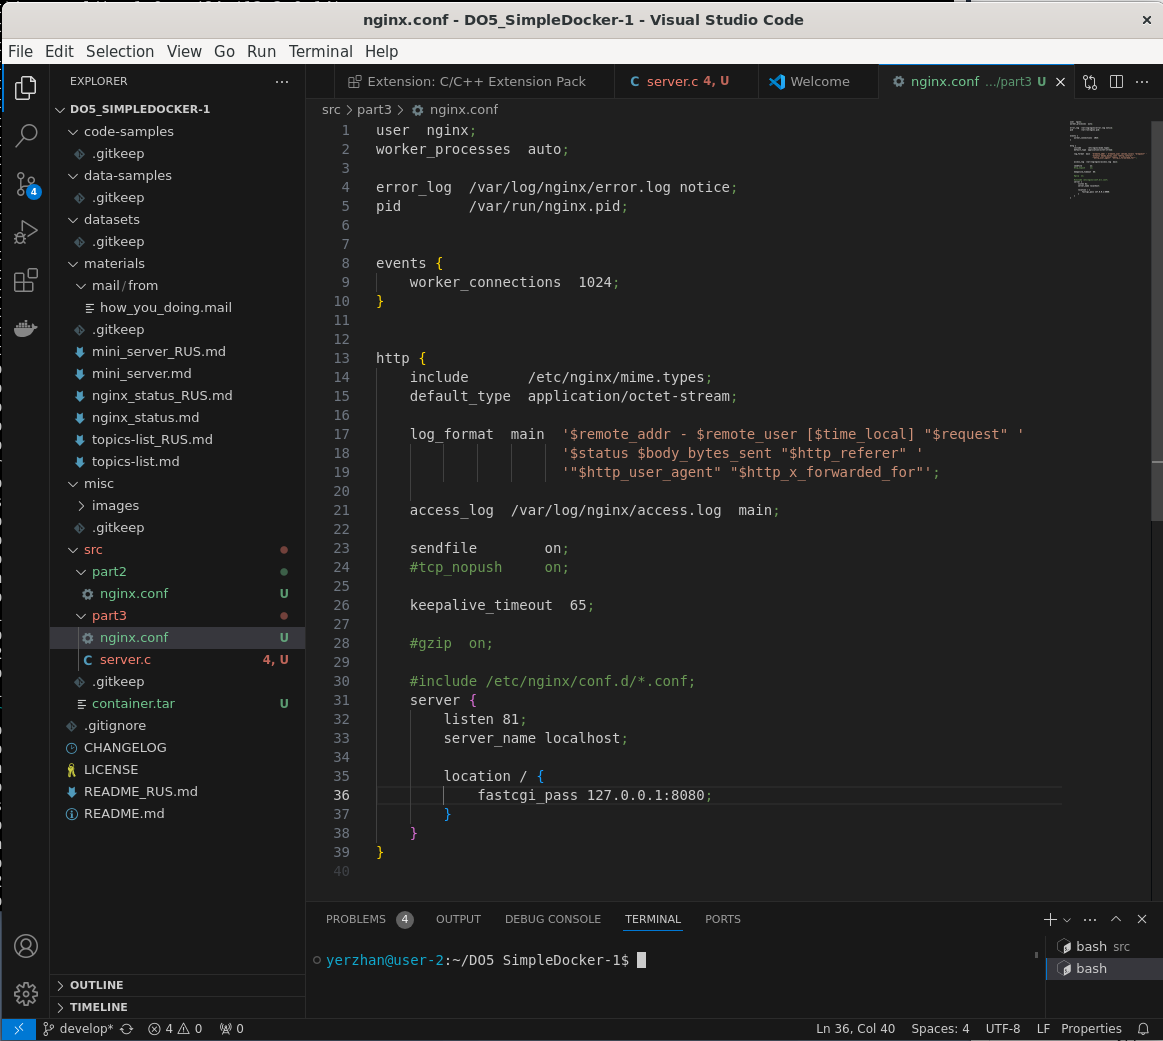 nginx.conf - DO5_SimpleDocker-1 - Visual Studio Code
File Edit Selection View Go Run Terminal Help
EXPLORER
DO5_SIMPLEDOCKER-1
code-samples
.gitkeep
data-samples
.gitkeep
datasets
.gitkeep
materials
mail/from
how_you_doing.mail
.gitkeep
mini_server_RUS.md
mini_server.md
nginx_status_RUS.md
nginx_status.md
topics-list_RUS.md
topics-list.md
misc
images
.gitkeep
src
part2
nginx.conf U
part3
nginx.conf U
server.c 4, U
.gitkeep
container.tar U
.gitignore
CHANGELOG
LICENSE
README_RUS.md
README.md
OUTLINE
TIMELINE
4
Extension: C/C++ Extension Pack
C server.c 4, U
Welcome
nginx.conf .../part3 U
src > part3 > nginx.conf
1 user  nginx;
2 worker_processes  auto;
3
4 error_log  /var/log/nginx/error.log notice;
5 pid        /var/run/nginx.pid;
6
7
8 events {
9     worker_connections  1024;
10 }
11
12
13 http {
14     include       /etc/nginx/mime.types;
15     default_type  application/octet-stream;
16
17     log_format  main  '$remote_addr - $remote_user [$time_local] "$request" '
18                       '$status $body_bytes_sent "$http_referer" '
19                       '"$http_user_agent" "$http_x_forwarded_for"';
20
21     access_log  /var/log/nginx/access.log  main;
22
23     sendfile        on;
24     #tcp_nopush     on;
25
26     keepalive_timeout  65;
27
28     #gzip  on;
29
30     #include /etc/nginx/conf.d/*.conf;
31     server {
32         listen 81;
33         server_name localhost;
34
35         location / {
36             fastcgi_pass 127.0.0.1:8080;
37         }
38     }
39 }
40
PROBLEMS 4 OUTPUT DEBUG CONSOLE TERMINAL PORTS
yerzhan@user-2:~/DO5 SimpleDocker-1$
bash src
bash
develop* 4 0 0 Ln 36, Col 40 Spaces: 4 UTF-8 LF Properties